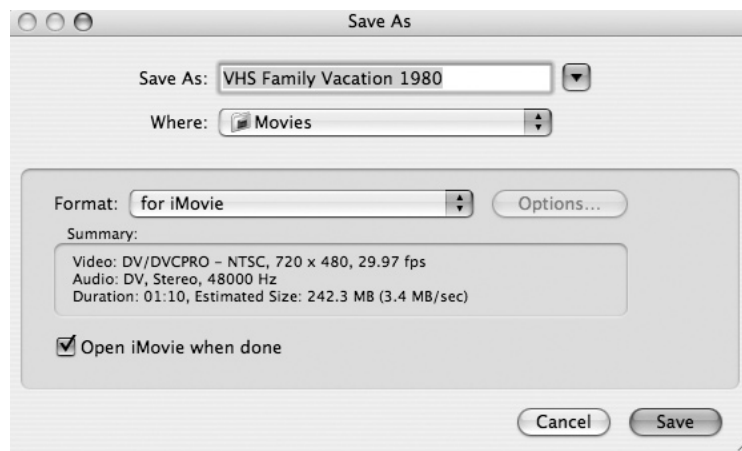 Save As
Save As: VHS Family Vacation 1980
Where: Movies
Format: for iMovie Options...
Summary:
Video: DV/DVCPRO – NTSC, 720 x 480, 29.97 fps
Audio: DV, Stereo, 48000 Hz
Duration: 01:10, Estimated Size: 242.3 MB (3.4 MB/sec)
Open iMovie when done
Cancel Save